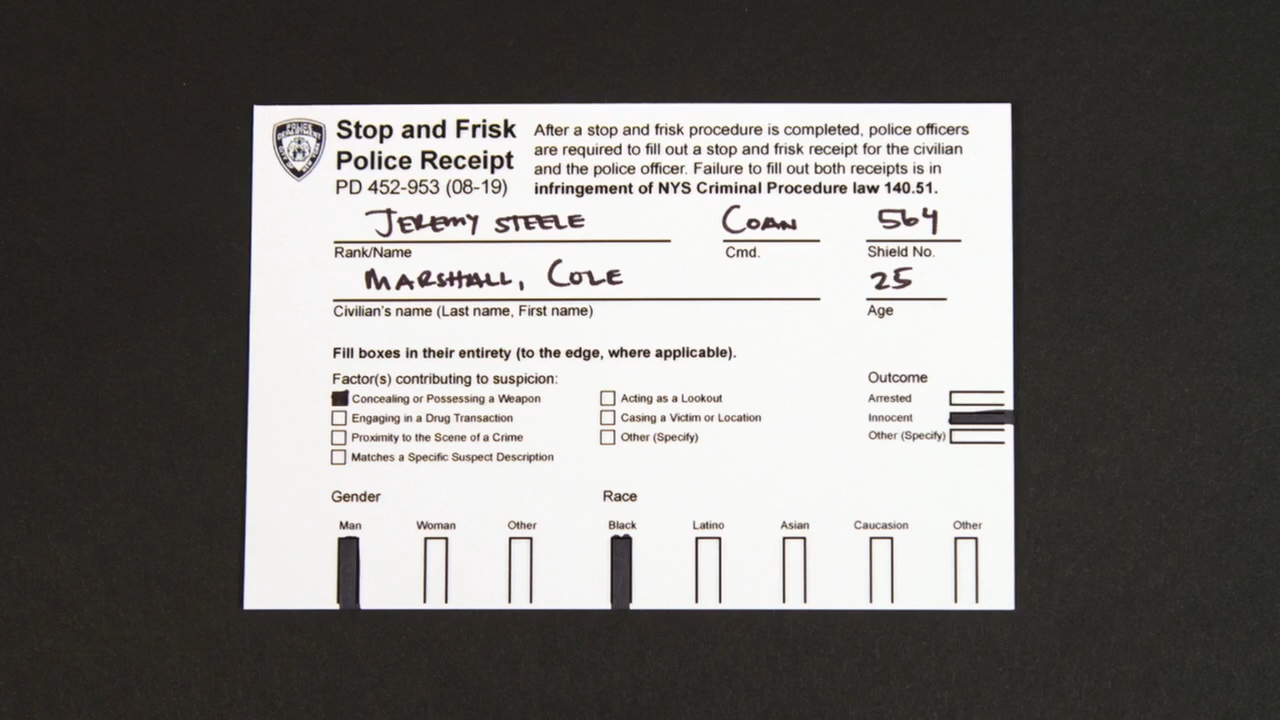 Stop and Frisk
Police Receipt
PD 452-953 (08-19)
After a stop and frisk procedure is completed, police officers
are required to fill out a stop and frisk receipt for the civilian
and the police officer. Failure to fill out both receipts is in
infringement of NYS Criminal Procedure law 140.51.
JEREMY STEELE COAN 564
Rank/Name Cmd. Shield No.
MARSHALL, COLE 25
Civilian's name (Last name, First name) Age
Fill boxes in their entirety (to the edge, where applicable).
Factor(s) contributing to suspicion:
Concealing or Possessing a Weapon
Engaging in a Drug Transaction
Proximity to the Scene of a Crime
Matches a Specific Suspect Description
Acting as a Lookout
Casing a Victim or Location
Other (Specify)
Outcome
Arrested
Innocent
Other (Specify)
Gender
Man Woman Other
Race
Black Latino Asian Caucasian Other